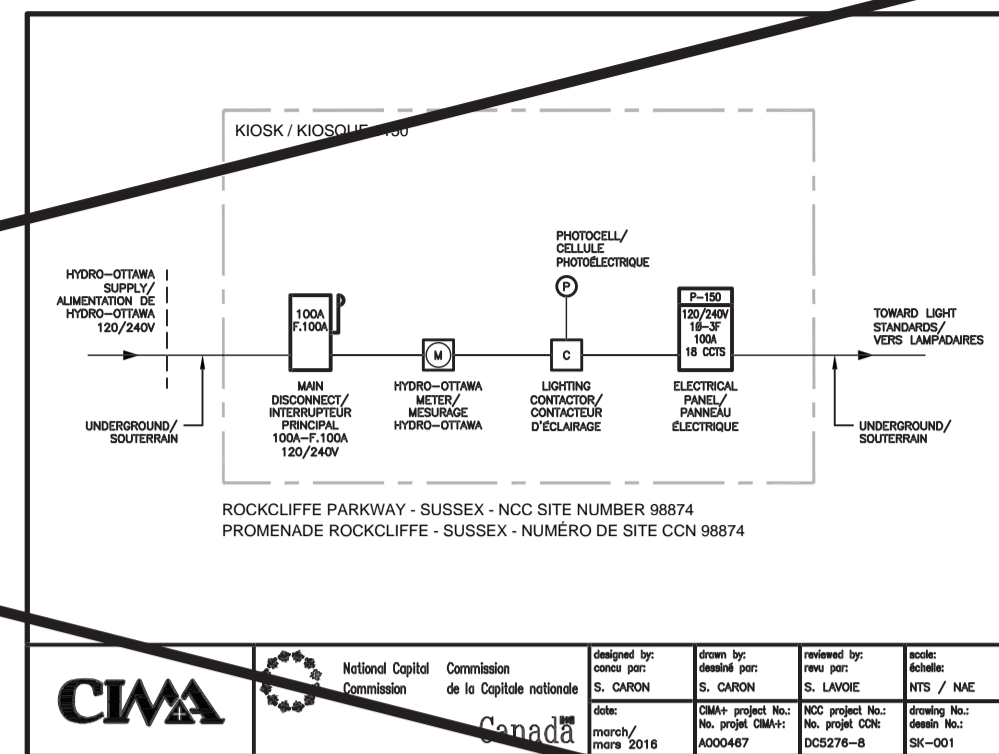 KIOSK / KIOSQUE
PHOTOCELL/
CELLULE
PHOTOÉLECTRIQUE
P
HYDRO-OTTAWA
SUPPLY/
ALIMENTATION DE
HYDRO-OTTAWA
120/240V
100A
F.100A
M
C
P-150
120/240V
1Ø-3F
100A
18 CCTS
TOWARD LIGHT
STANDARDS/
VERS LAMPADAIRES
UNDERGROUND/
SOUTERRAIN
MAIN
DISCONNECT/
INTERRUPTEUR
PRINCIPAL
100A-F.100A
120/240V
HYDRO-OTTAWA
METER/
MESURAGE
HYDRO-OTTAWA
LIGHTING
CONTACTOR/
CONTACTEUR
D'ÉCLAIRAGE
ELECTRICAL
PANEL/
PANNEAU
ÉLECTRIQUE
UNDERGROUND/
SOUTERRAIN
ROCKCLIFFE PARKWAY - SUSSEX - NCC SITE NUMBER 98874
PROMENADE ROCKCLIFFE - SUSSEX - NUMÉRO DE SITE CCN 98874
CIMA+
National Capital Commission
Commission de la Capitale nationale
Canada
designed by:
concu par:
S. CARON
drawn by:
dessiné par:
S. CARON
reviewed by:
revu par:
S. LAVOIE
scale:
échelle:
NTS / NAE
date:
march/
mars 2016
CIMA+ project No.:
No. projet CIMA+:
A000467
NCC project No.:
No. projet CCN:
DC5276-8
drawing No.:
dessin No.:
SK-001